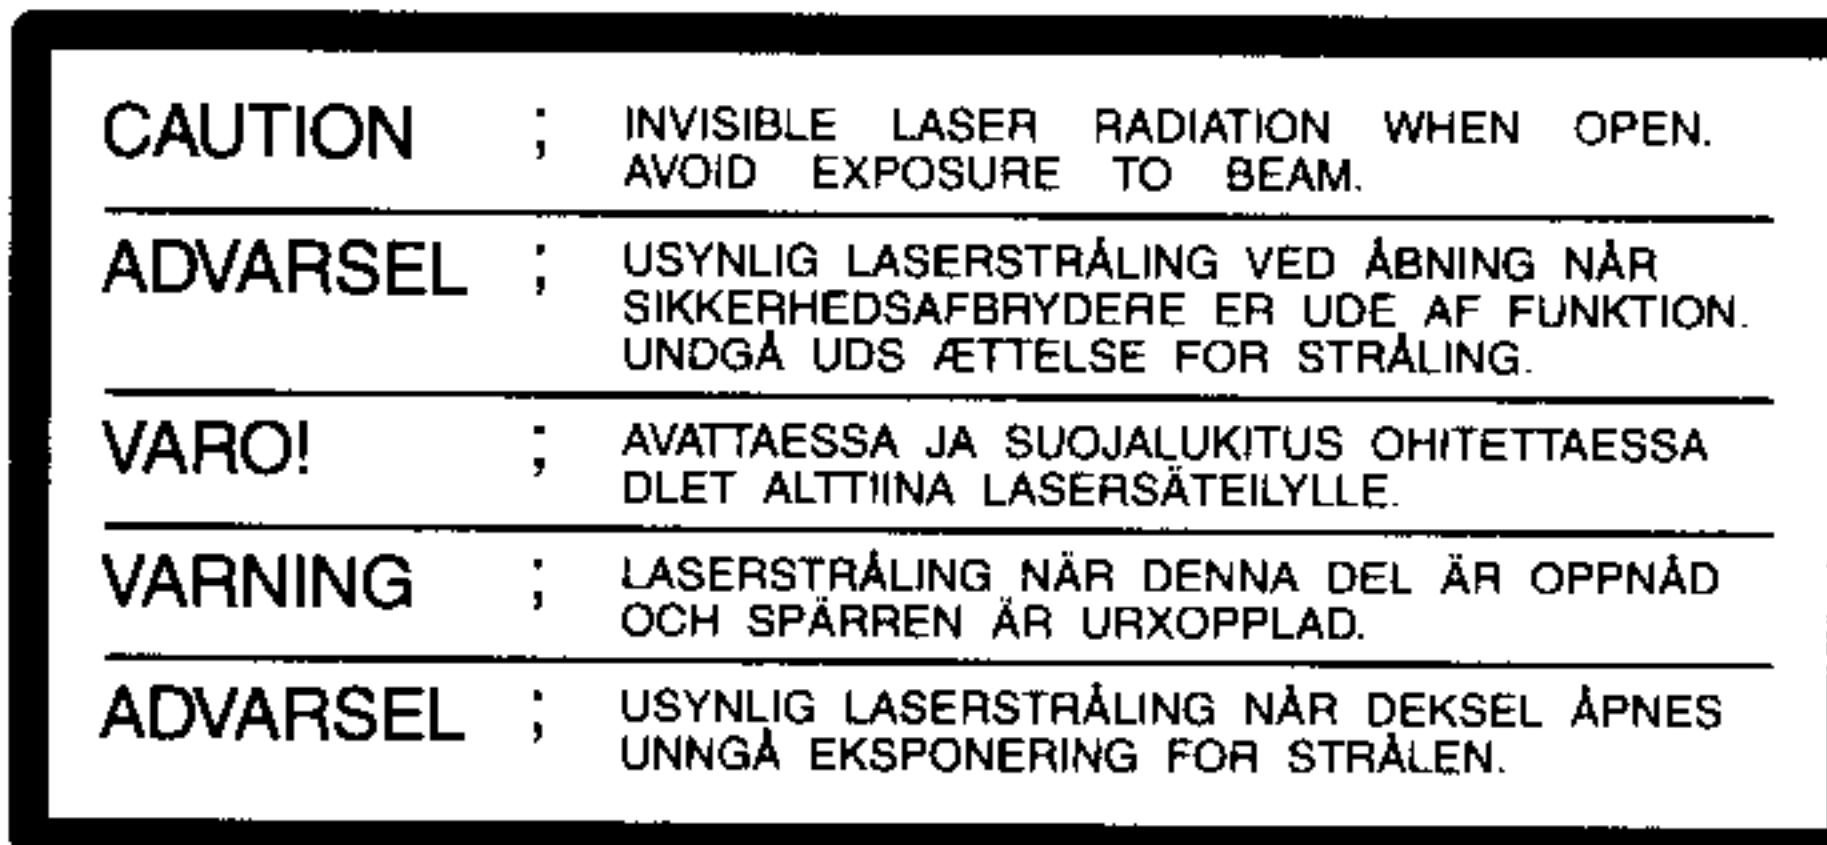 CAUTION ; INVISIBLE LASER RADIATION WHEN OPEN.
AVOID EXPOSURE TO BEAM.
ADVARSEL ; USYNLIG LASERSTRÅLING VED ÅBNING NÅR
SIKKERHEDSAFBRYDERE ER UDE AF FUNKTION.
UNDGÅ UDS ÆTTELSE FOR STRÅLING.
VARO! ; AVATTAESSA JA SUOJALUKITUS OHITETTAESSA
DLET ALTTIINA LASERSÄTEILYLLE.
VARNING ; LASERSTRÅLING NÄR DENNA DEL ÄR OPPNÅD
OCH SPÄRREN ÄR URXOPPLAD.
ADVARSEL ; USYNLIG LASERSTRÅLING NÅR DEKSEL ÅPNES
UNNGÅ EKSPONERING FOR STRÅLEN.